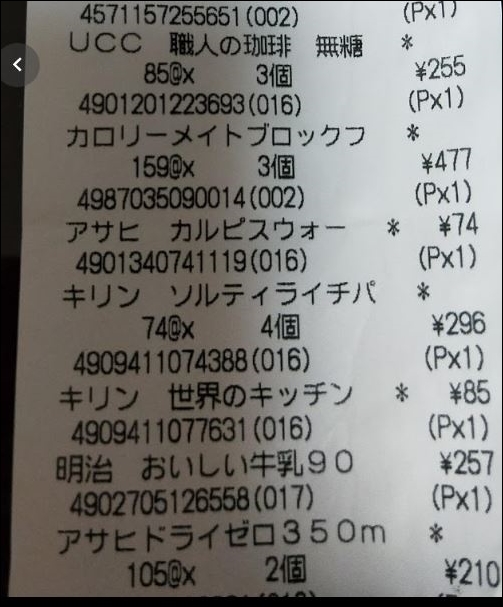 4571157255651(002) (Px1)
UCC 職人の珈琲 無糖 *
85@x 3個 ¥255
4901201223693(016) (Px1)
カロリーメイトブロックフ *
159@x 3個 ¥477
4987035090014(002) (Px1)
アサヒ カルピスウォー * ¥74
4901340741119(016) (Px1)
キリン ソルティライチパ *
74@x 4個 ¥296
4909411074388(016) (Px1)
キリン 世界のキッチン * ¥85
4909411077631(016) (Px1)
明治 おいしい牛乳90 ¥257
4902705126558(017) (Px1)
アサヒドライゼロ350m *
105@x 2個 ¥210